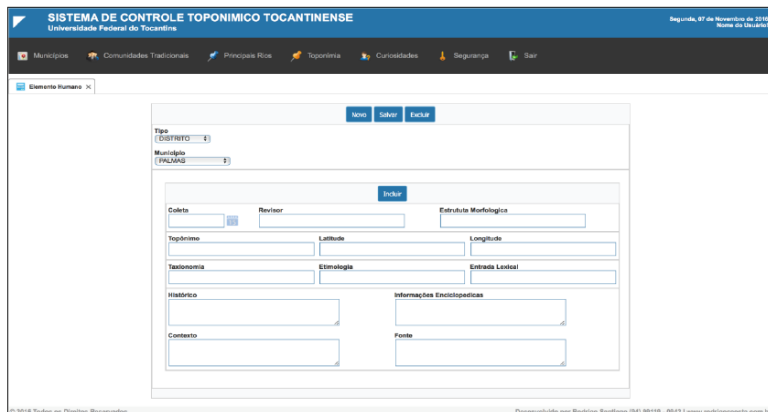 SISTEMA DE CONTROLE TOPONIMICO TOCANTINENSE
Universidade Federal do Tocantins
Segunda, 07 de Novembro de 2016
Nome da Usuário!
Municípios Comunidades Tradicionais Principais Rios Toponímia Curiosidades Segurança Sair
Elemento Humano X
Novo Salvar Excluir
Tipo
DISTRITO
Município
PALMAS
Incluir
Coleta Revisor Estrututa Morfologica
Topônimo Latitude Longitude
Taxionomia Etimologia Entrada Lexical
Histórico Informações Enciclopedicas
Contexto Fonte